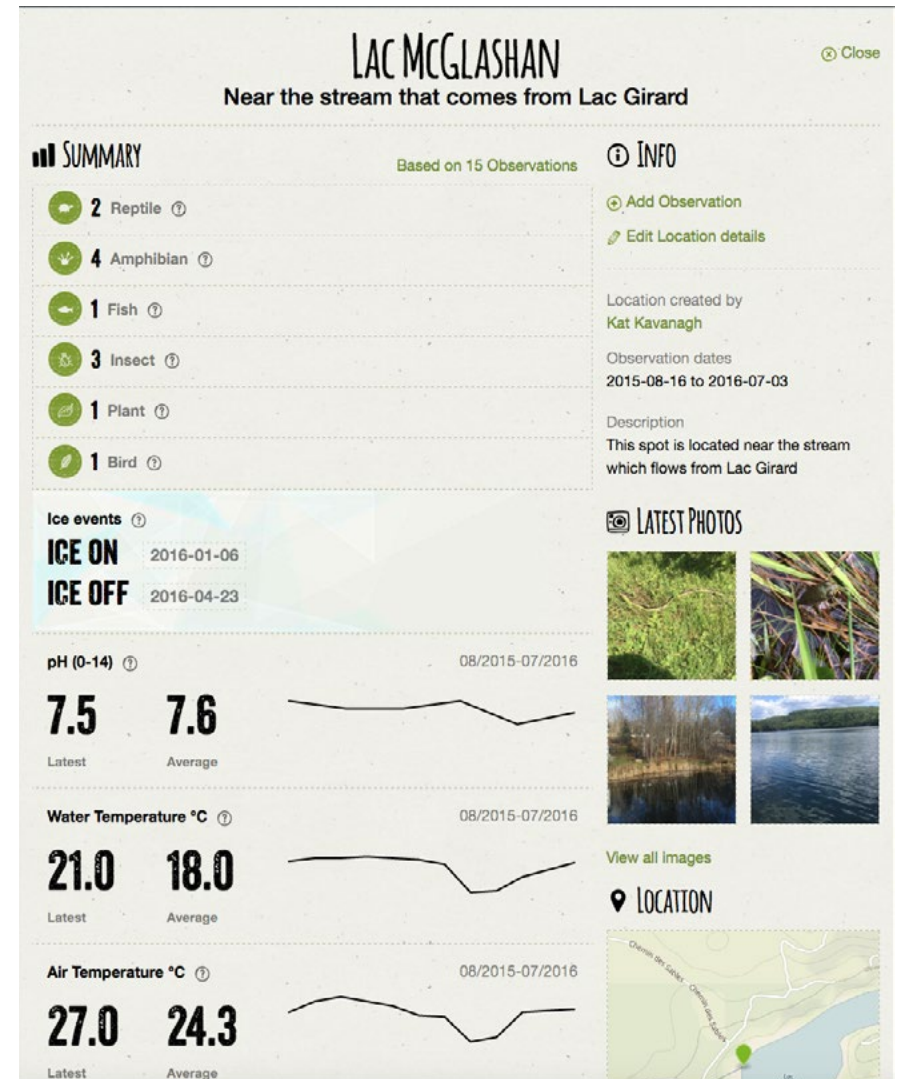 Lac McGlashan
Close
Near the stream that comes from Lac Girard
Summary
Based on 15 Observations
2 Reptile
4 Amphibian
1 Fish
3 Insect
1 Plant
1 Bird
Ice events
ICE ON 2016-01-06
ICE OFF 2016-04-23
pH (0-14)
08/2015-07/2016
7.5 7.6
Latest Average
Water Temperature °C
08/2015-07/2016
21.0 18.0
Latest Average
Air Temperature °C
08/2015-07/2016
27.0 24.3
Latest Average
Info
Add Observation
Edit Location details
Location created by
Kat Kavanagh
Observation dates
2015-08-16 to 2016-07-03
Description
This spot is located near the stream
which flows from Lac Girard
Latest Photos
View all images
Location
Chemin des Sables
Chemin des Sables